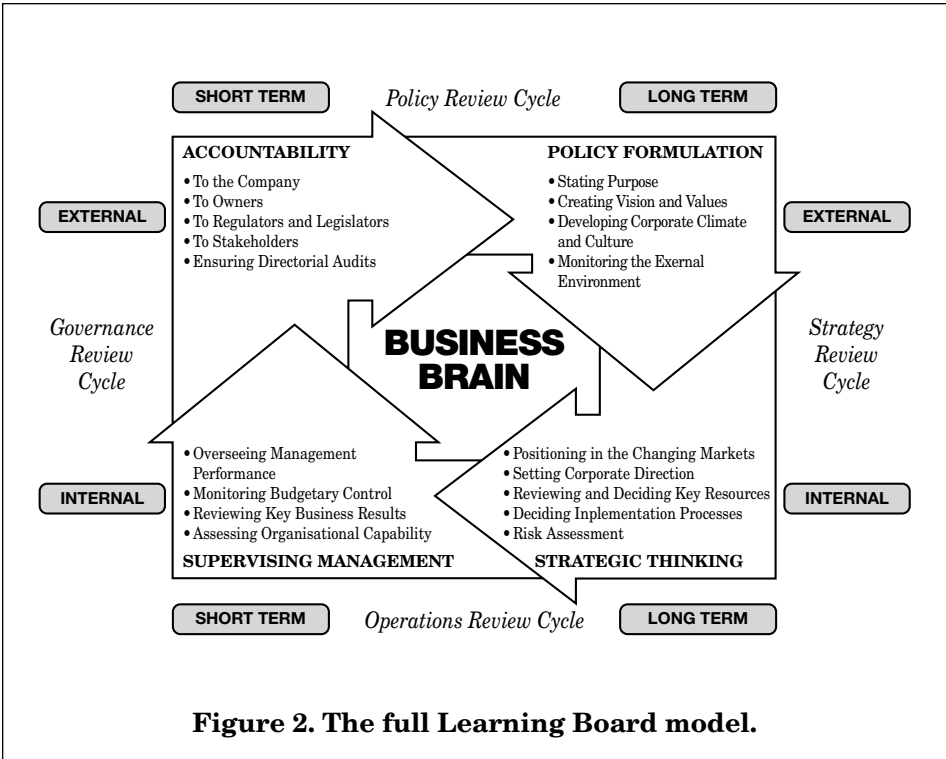 SHORT TERM
Policy Review Cycle
LONG TERM
ACCOUNTABILITY
• To the Company
• To Owners
• To Regulators and Legislators
• To Stakeholders
• Ensuring Directorial Audits
POLICY FORMULATION
• Stating Purpose
• Creating Vision and Values
• Developing Corporate Climate
and Culture
• Monitoring the Exernal
Environment
EXTERNAL
EXTERNAL
Governance
Review
Cycle
BUSINESS
BRAIN
Strategy
Review
Cycle
INTERNAL
• Overseeing Management
Performance
• Monitoring Budgetary Control
• Reviewing Key Business Results
• Assessing Organisational Capability
SUPERVISING MANAGEMENT
• Positioning in the Changing Markets
• Setting Corporate Direction
• Reviewing and Deciding Key Resources
• Deciding Inplementation Processes
• Risk Assessment
STRATEGIC THINKING
INTERNAL
SHORT TERM
Operations Review Cycle
LONG TERM
Figure 2. The full Learning Board model.